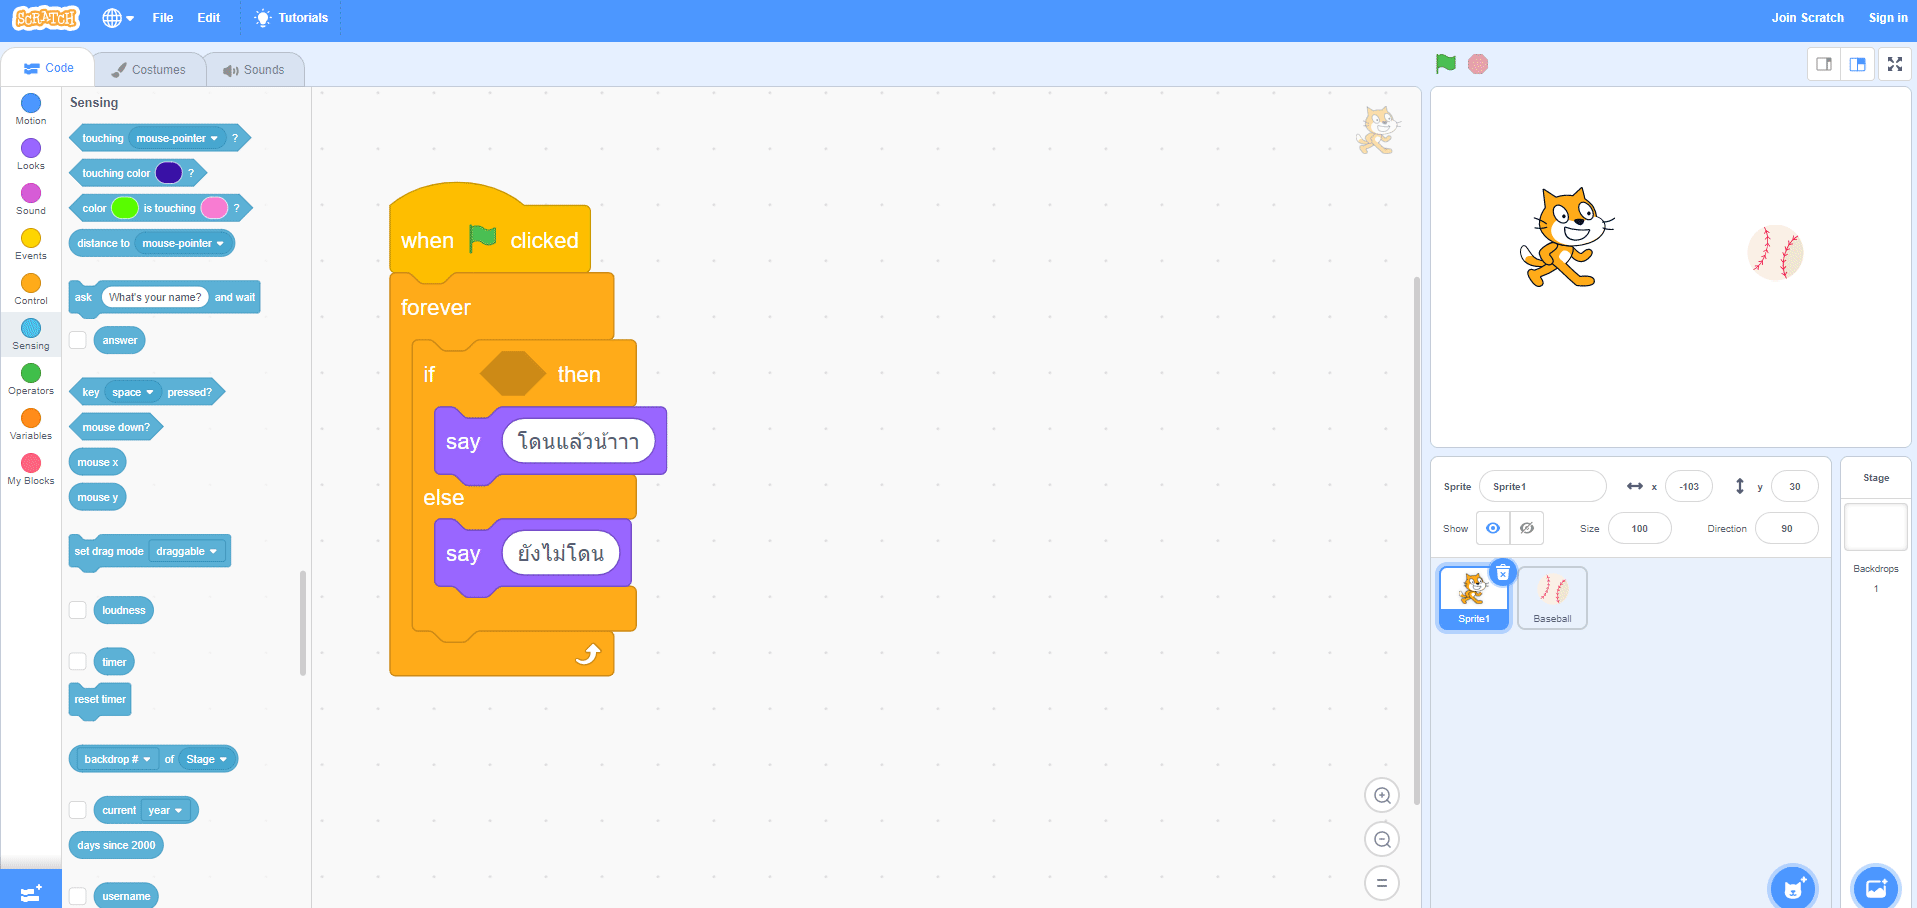 SCRATCH File Edit Tutorials Join Scratch Sign in
Code Costumes Sounds
Motion
Looks
Sound
Events
Control
Sensing
Operators
Variables
My Blocks
Sensing
touching mouse-pointer ?
touching color ?
color is touching ?
distance to mouse-pointer
ask What's your name? and wait
answer
key space pressed?
mouse down?
mouse x
mouse y
set drag mode draggable
loudness
timer
reset timer
backdrop # of Stage
current year
days since 2000
username
when clicked
forever
if then
say โดนแล้วน้าาา
else
say ยังไม่โดน
Sprite Sprite1 x -103 y 30
Show Size 100 Direction 90
Sprite1
Baseball
Stage
Backdrops
1